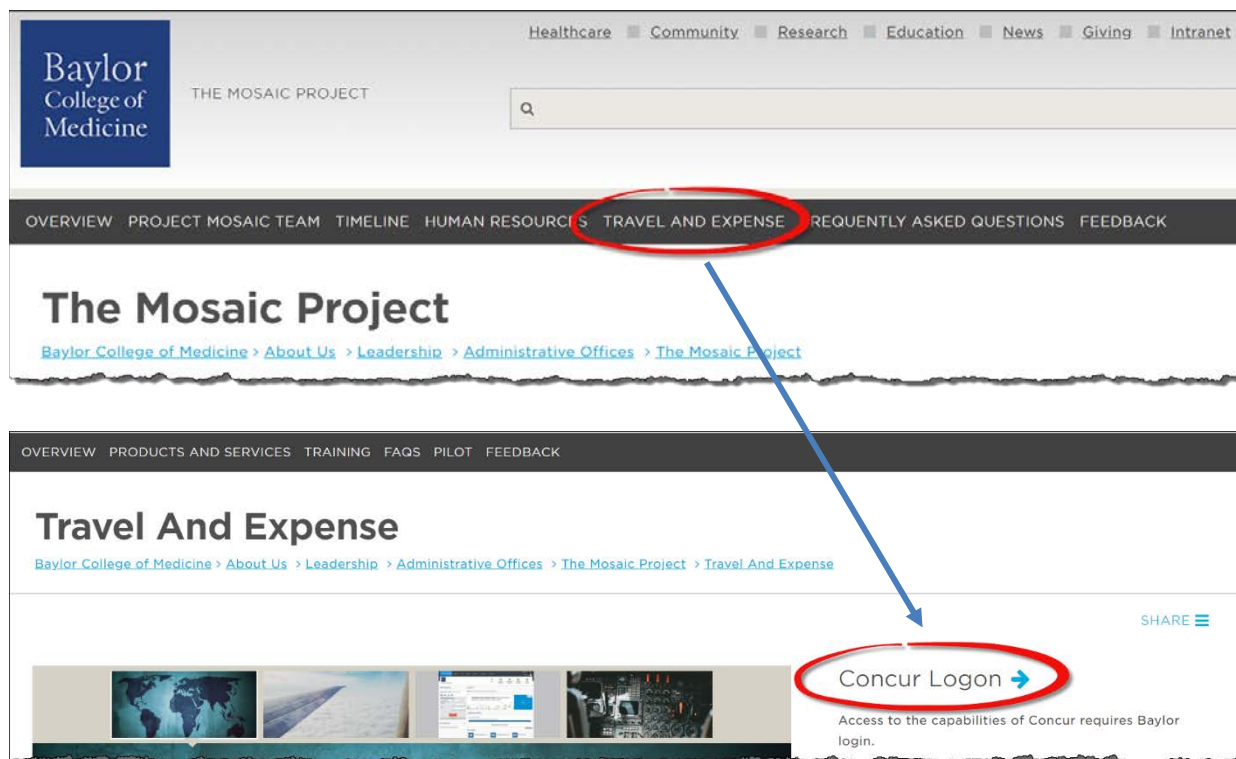 Healthcare Community Research Education News Giving Intranet
Baylor
College of
Medicine
THE MOSAIC PROJECT
OVERVIEW PROJECT MOSAIC TEAM TIMELINE HUMAN RESOURCES TRAVEL AND EXPENSE REQUENTLY ASKED QUESTIONS FEEDBACK
The Mosaic Project
Baylor College of Medicine > About Us > Leadership > Administrative Offices > The Mosaic Project
OVERVIEW PRODUCTS AND SERVICES TRAINING FAQS PILOT FEEDBACK
Travel And Expense
Baylor College of Medicine > About Us > Leadership > Administrative Offices > The Mosaic Project > Travel And Expense
SHARE
Concur Logon
Access to the capabilities of Concur requires Baylor
login.